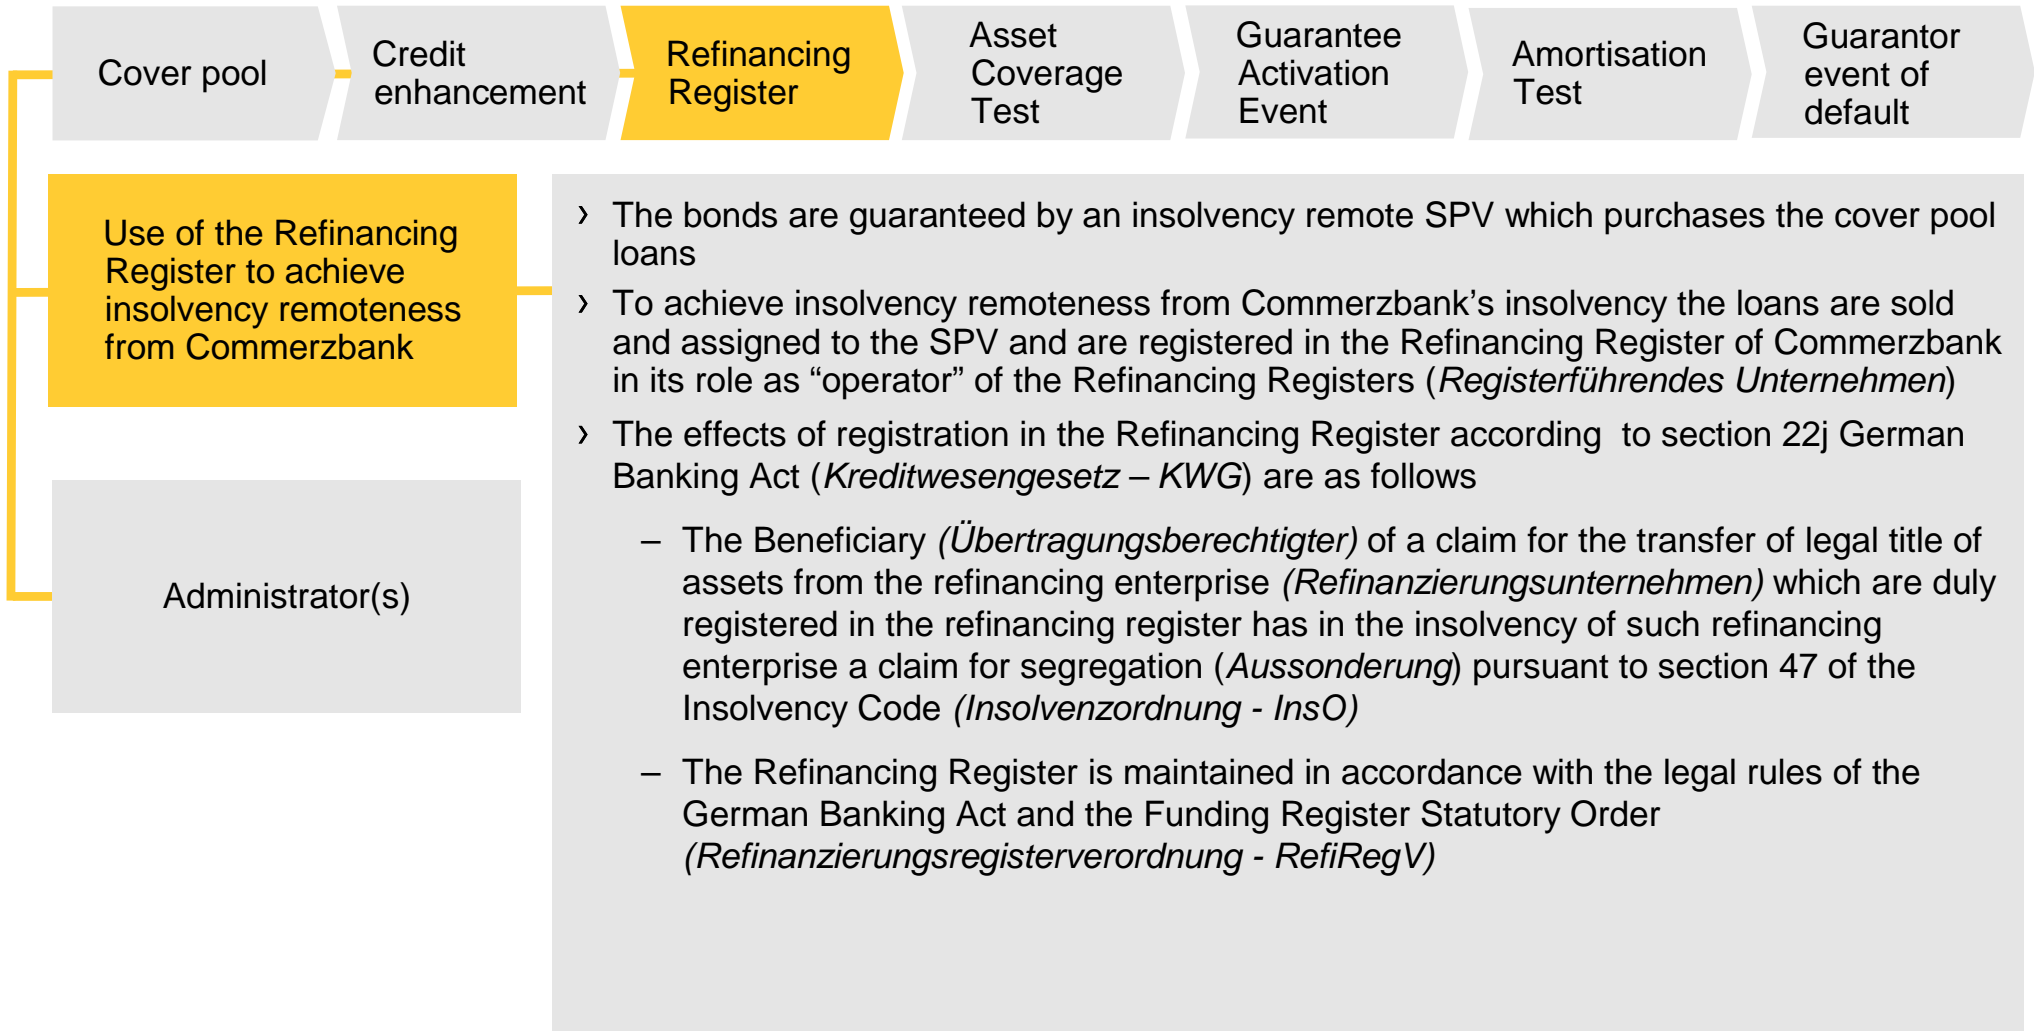 Cover pool
Credit
enhancement
Refinancing
Register
Asset
Coverage
Test
Guarantee
Activation
Event
Amortisation
Test
Guarantor
event of
default
Use of the Refinancing
Register to achieve
insolvency remoteness
from Commerzbank
Administrator(s)
› The bonds are guaranteed by an insolvency remote SPV which purchases the cover pool
loans
› To achieve insolvency remoteness from Commerzbank’s insolvency the loans are sold
and assigned to the SPV and are registered in the Refinancing Register of Commerzbank
in its role as “operator” of the Refinancing Registers (Registerführendes Unternehmen)
› The effects of registration in the Refinancing Register according  to section 22j German
Banking Act (Kreditwesengesetz – KWG) are as follows
– The Beneficiary (Übertragungsberechtigter) of a claim for the transfer of legal title of
assets from the refinancing enterprise (Refinanzierungsunternehmen) which are duly
registered in the refinancing register has in the insolvency of such refinancing
enterprise a claim for segregation (Aussonderung) pursuant to section 47 of the
Insolvency Code (Insolvenzordnung - InsO)
– The Refinancing Register is maintained in accordance with the legal rules of the
German Banking Act and the Funding Register Statutory Order
(Refinanzierungsregisterverordnung - RefiRegV)